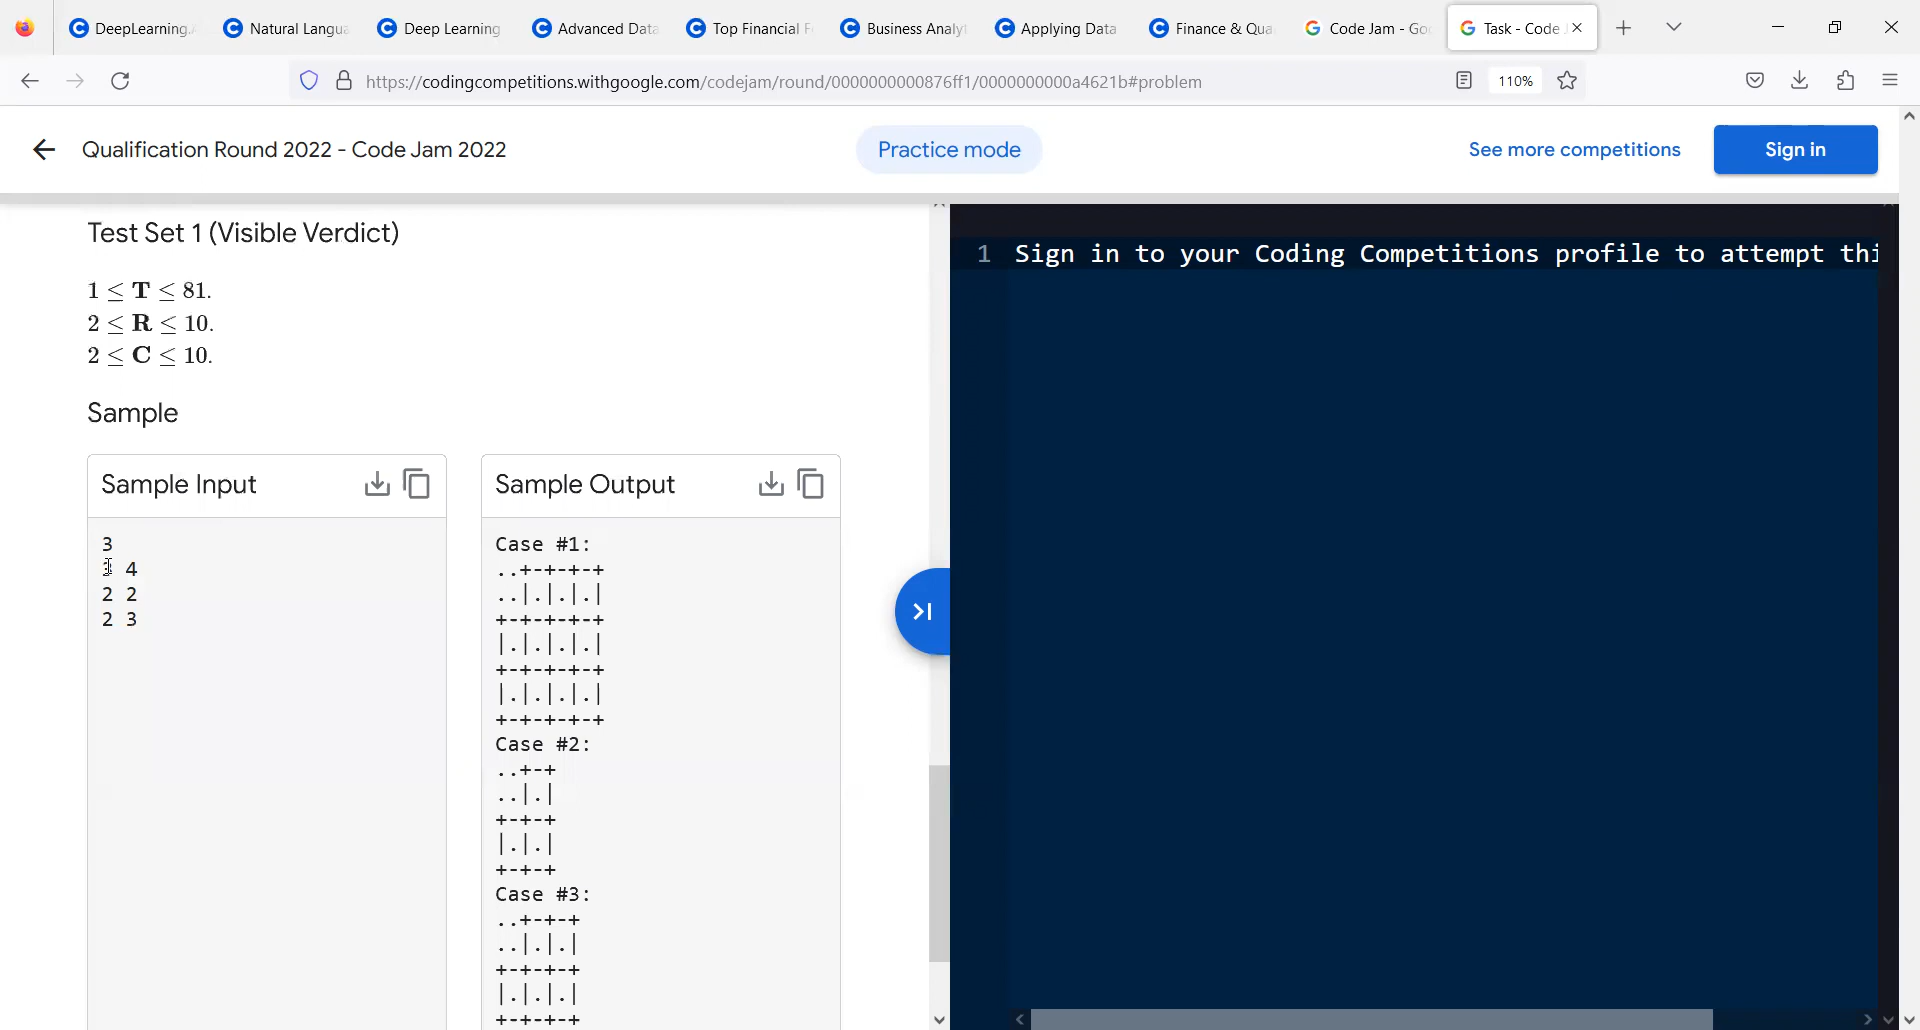 DeepLearning.A
Natural Langua
Deep Learning
Advanced Data
Top Financial F
Business Analyt
Applying Data
Finance & Qua
Code Jam - Goo
Task - Code J
https://codingcompetitions.withgoogle.com/codejam/round/0000000000876ff1/0000000000a4621b#problem
110%
Qualification Round 2022 - Code Jam 2022
Practice mode
See more competitions
Sign in
Test Set 1 (Visible Verdict)
1 ≤ T ≤ 81.
2 ≤ R ≤ 10.
2 ≤ C ≤ 10.
Sample
Sample Input
3
4
2 2
2 3
Sample Output
Case #1:
..+-+-+-+
..|.|.|.|
+-+-+-+-+
|.|.|.|.|
+-+-+-+-+
|.|.|.|.|
+-+-+-+-+
Case #2:
..+-+
..|.|
+-+-+
|.|.|
+-+-+
Case #3:
..+-+-+
..|.|.|
+-+-+-+
|.|.|.|
+-+-+-+
1 Sign in to your Coding Competitions profile to attempt thi